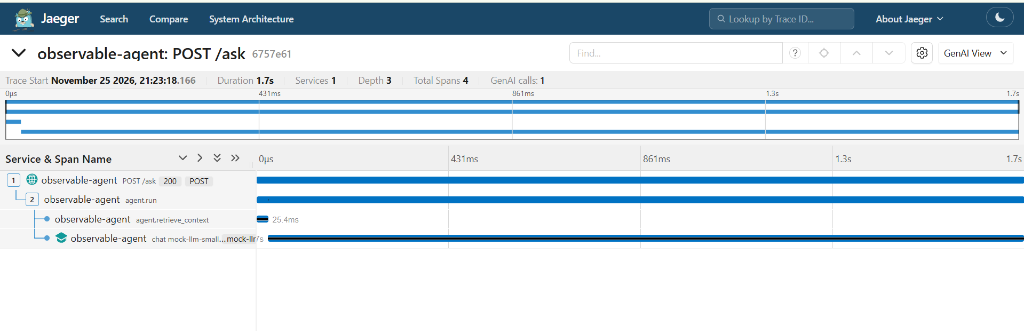 Jaeger Search Compare System Architecture Lookup by Trace ID... About Jaeger
observable-agent: POST /ask 6757e61 Find... ? GenAI View
Trace Start November 25 2026, 21:23:18.166 Duration 1.7s Services 1 Depth 3 Total Spans 4 GenAI calls: 1
0μs 431ms 861ms 1.3s 1.7s
Service & Span Name 0μs 431ms 861ms 1.3s 1.7s
1 observable-agent POST /ask 200 POST
2 observable-agent agent.run
observable-agent agent.retrieve_context 25.4ms
observable-agent chat mock-llm-small...